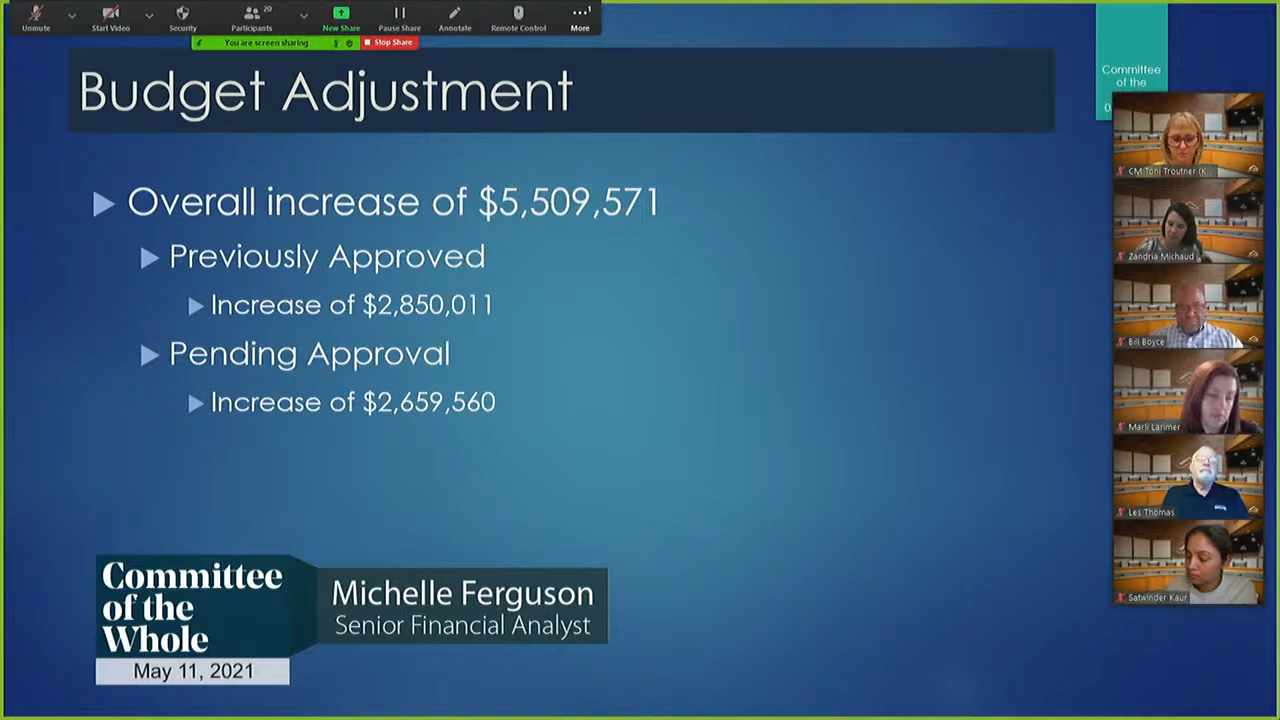 Unmute
Start Video
Security
Participants
20
New Share
Pause Share
Annotate
Remote Control
More
1
You are screen sharing
Stop Share
Budget Adjustment
Committee
of the
Overall increase of $5,509,571
Previously Approved
Increase of $2,850,011
Pending Approval
Increase of $2,659,560
CM Toni Troutner (K...
Zandria Michaud
Bill Boyce
Marli Larimer
Les Thomas
Satwinder Kaur
Committee
of the
Whole
May 11, 2021
Michelle Ferguson
Senior Financial Analyst